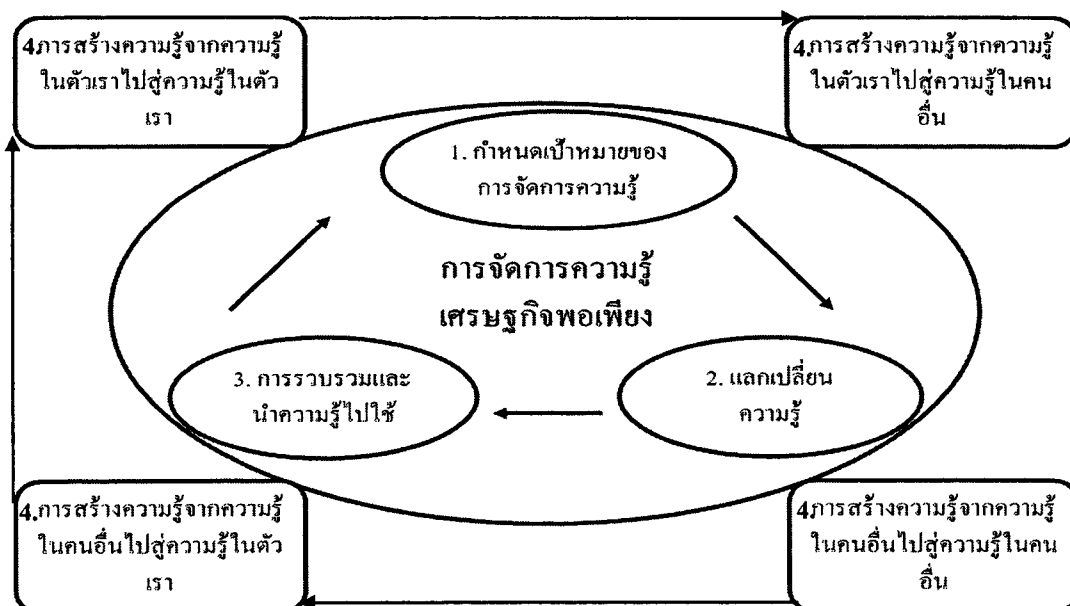 4.การสร้างความรู้จากความรู้
ในตัวเราไปสู่ความรู้ในตัว
เรา
4.การสร้างความรู้จากความรู้
ในตัวเราไปสู่ความรู้ในคน
อื่น
1. กำหนดเป้าหมายของ
การจัดการความรู้
การจัดการความรู้
เศรษฐกิจพอเพียง
3. การรวบรวมและ
นำความรู้ไปใช้
2. แลกเปลี่ยน
ความรู้
4.การสร้างความรู้จากความรู้
ในคนอื่นไปสู่ความรู้ในตัว
เรา
4.การสร้างความรู้จากความรู้
ในคนอื่นไปสู่ความรู้ในคน
อื่น